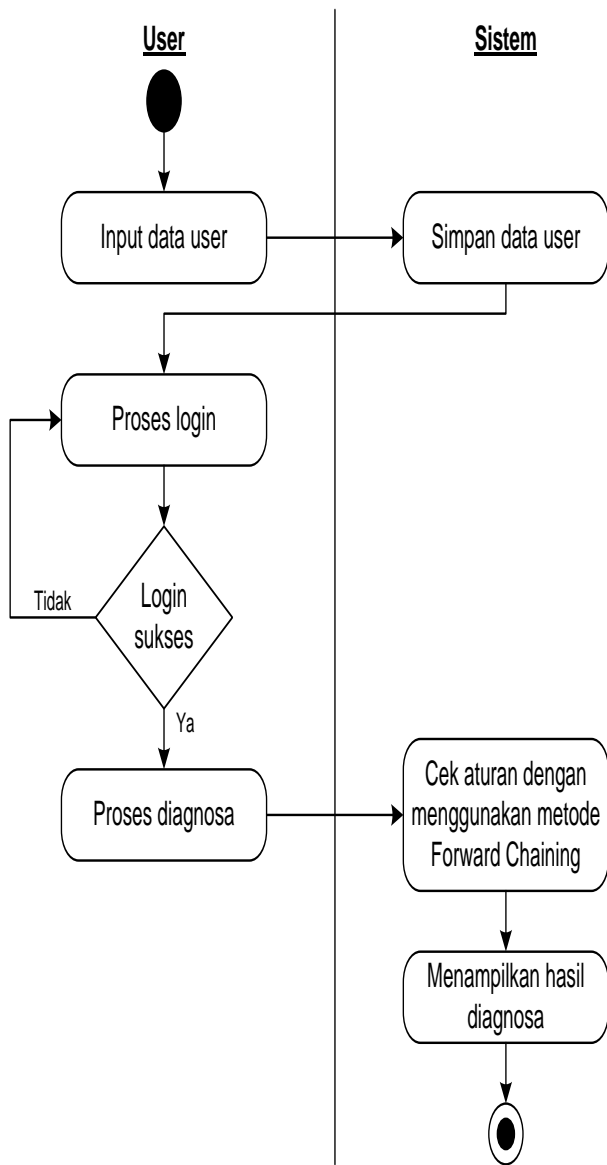 User
Sistem
Input data user
Simpan data user
Proses login
Login
sukses
Tidak
Ya
Proses diagnosa
Cek aturan dengan
menggunakan metode
Forward Chaining
Menampilkan hasil
diagnosa